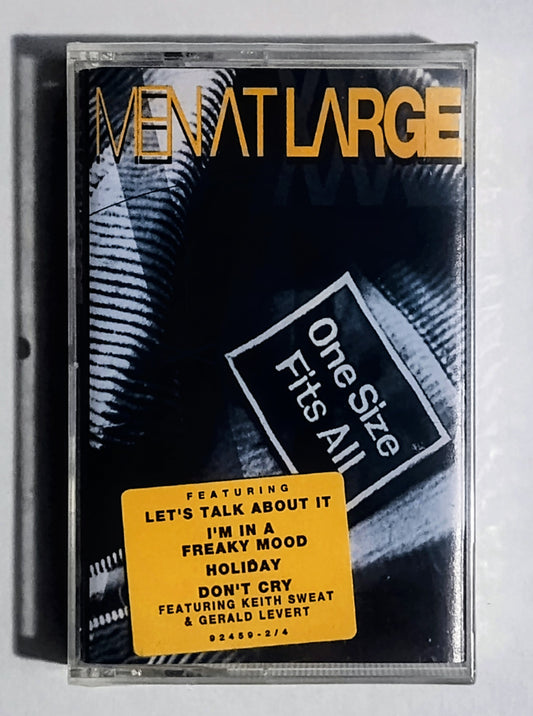 MEN AT LARGE
One Size
Fits All
FEATURING
LET'S TALK ABOUT IT
I'M IN A
FREAKY MOOD
HOLIDAY
DON'T CRY
FEATURING KEITH SWEAT
& GERALD LEVERT
92459-2/4